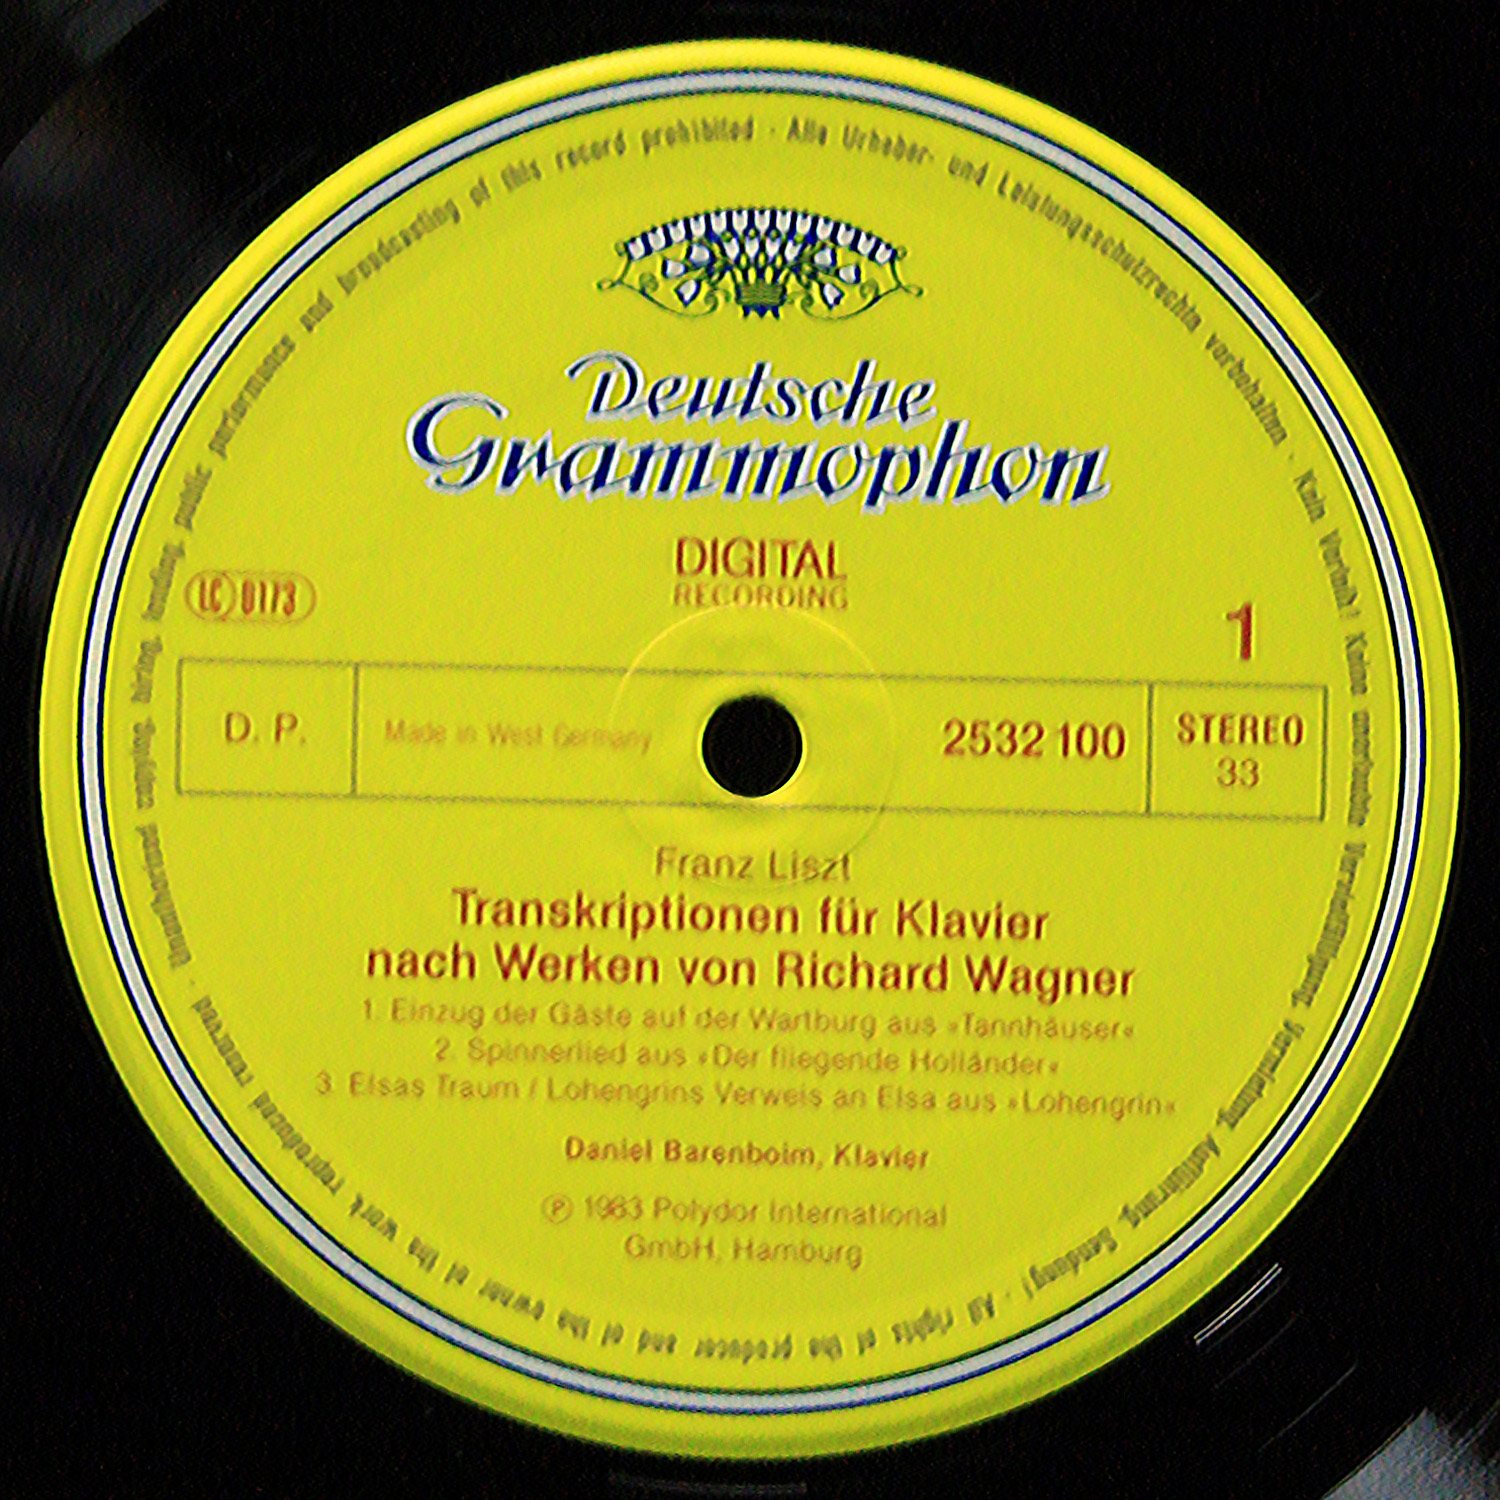 Unauthorized copying, hiring, lending, public performance and broadcasting of this record prohibited · Alle Urheber- und Leistungsschutzrechte vorbehalten · Kein Verleih! Keine unerlaubte Vervielfältigung, Vermietung, Aufführung, Sendung! · All rights of the producer and of the owner of the work reproduced reserved ·
Deutsche
Grammophon
DIGITAL
RECORDING
LC 0173
1
D. P.
Made in West Germany
2532 100
STEREO
33
Franz Liszt
Transkriptionen für Klavier
nach Werken von Richard Wagner
1. Einzug der Gäste auf der Wartburg aus »Tannhäuser«
2. Spinnerlied aus »Der fliegende Holländer«
3. Elsas Traum / Lohengrins Verweis an Elsa aus »Lohengrin«
Daniel Barenboim, Klavier
Ⓟ 1983 Polydor International
GmbH, Hamburg